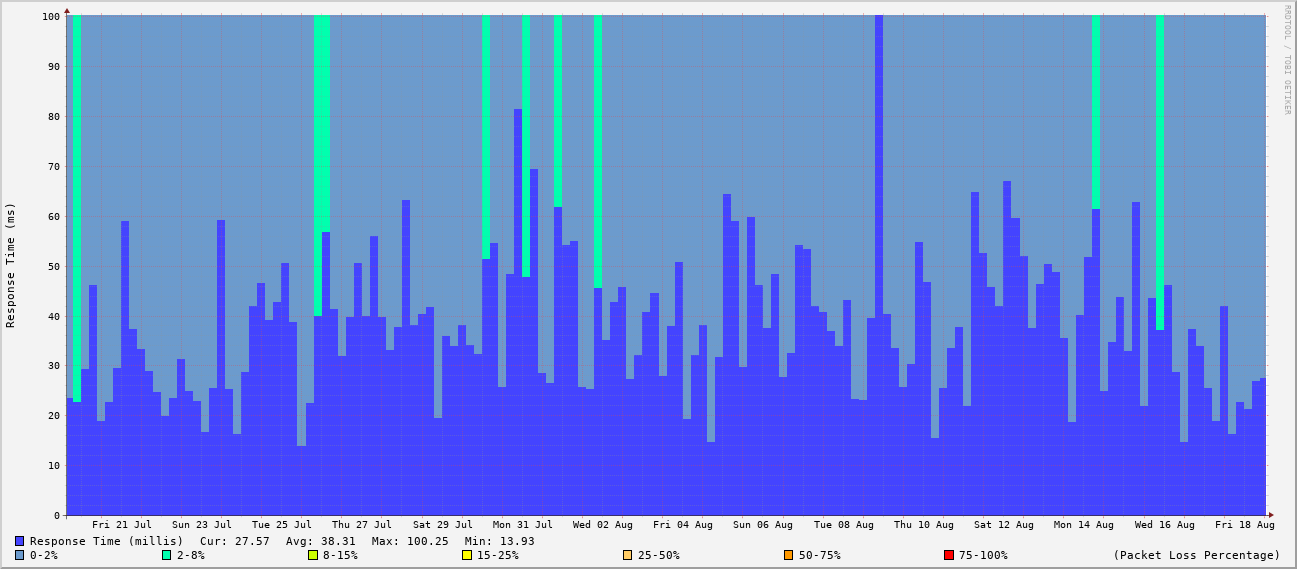 RRDTOOL / TOBI OETIKER
Response Time (ms)
100
90
80
70
60
50
40
30
20
10
0
Fri 21 Jul Sun 23 Jul Tue 25 Jul Thu 27 Jul Sat 29 Jul Mon 31 Jul Wed 02 Aug Fri 04 Aug Sun 06 Aug Tue 08 Aug Thu 10 Aug Sat 12 Aug Mon 14 Aug Wed 16 Aug Fri 18 Aug
Response Time (millis) Cur: 27.57 Avg: 38.31 Max: 100.25 Min: 13.93
0-2% 2-8% 8-15% 15-25% 25-50% 50-75% 75-100% (Packet Loss Percentage)